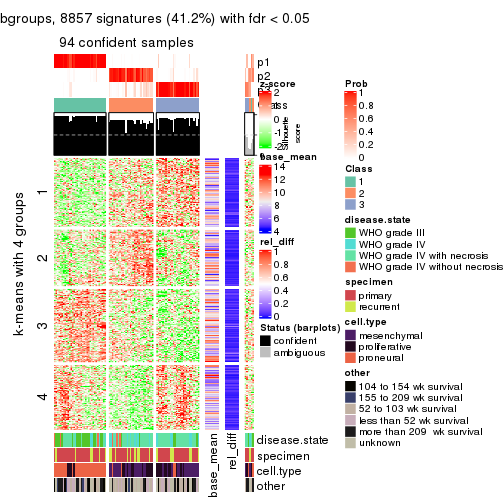 bgroups, 8857 signatures (41.2%) with fdr < 0.05
94 confident samples
p1
p2
p3
z-score
2
1
0
-1
-2
Silhouette
score
k-means with 4 groups
1
2
3
4
base_mean
14
12
10
8
6
4
rel_diff
1
0.8
0.6
0.4
0.2
0
Status (barplots)
confident
ambiguous
disease.state
specimen
cell.type
other
base_mean
rel_diff
Prob
1
0.8
0.6
0.4
0.2
0
Class
1
2
3
disease.state
WHO grade III
WHO grade IV
WHO grade IV with necrosis
WHO grade IV without necrosis
specimen
primary
recurrent
cell.type
mesenchymal
proliferative
proneural
other
104 to 154 wk survival
155 to 209 wk survival
52 to 103 wk survival
less than 52 wk survival
more than 209 wk survival
unknown